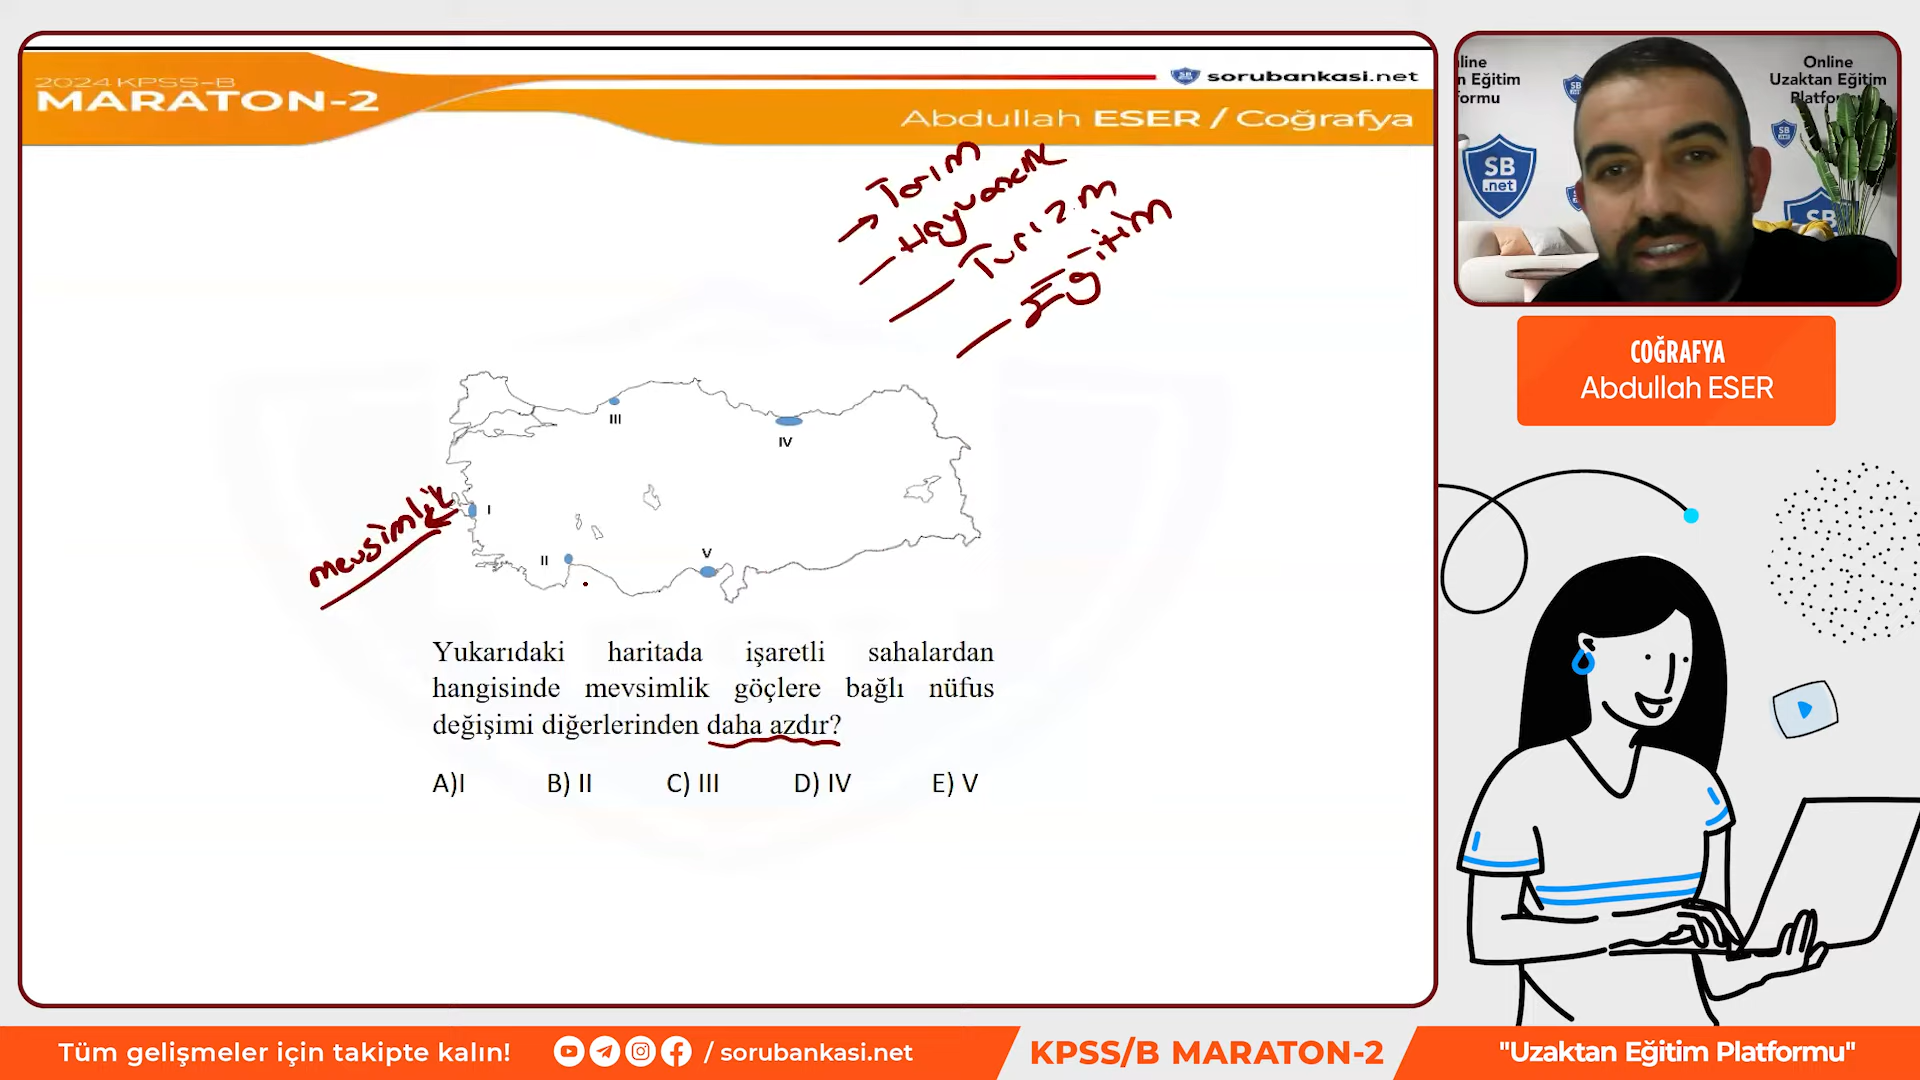 2024 KPSS-B
MARATON-2
sorubankasi.net
Abdullah ESER / Coğrafya
Tarım
Hayvancılık
Turizm
Eğitim
III
IV
I
mevsimlik
II
V
Yukarıdaki haritada işaretli sahalardan
hangisinde mevsimlik göçlere bağlı nüfus
değişimi diğerlerinden daha azdır?
A)I B) II C) III D) IV E) V
Online
Uzaktan Eğitim
SB
.net
COĞRAFYA
Abdullah ESER
Tüm gelişmeler için takipte kalın! / sorubankasi.net
KPSS/B MARATON-2
"Uzaktan Eğitim Platformu"